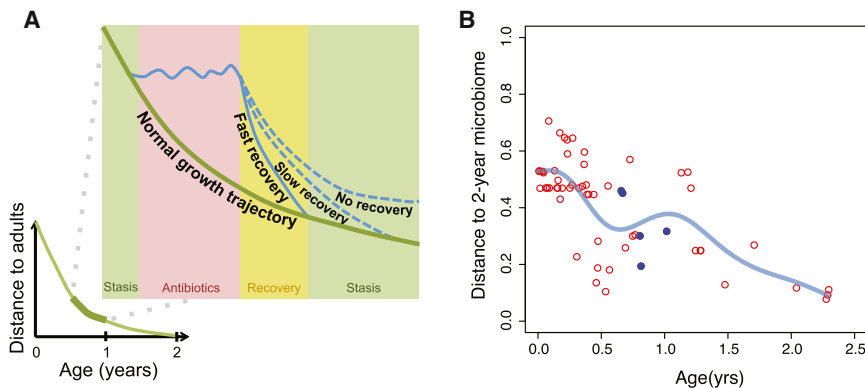 A
Normal growth trajectory
Fast recovery
Slow recovery
No recovery
Stasis
Antibiotics
Recovery
Stasis
Distance to adults
0
1
2
Age (years)
B
Distance to 2-year microbiome
1.0
0.8
0.6
0.4
0.2
0.0
0.0
0.5
1.0
1.5
2.0
2.5
Age(yrs)